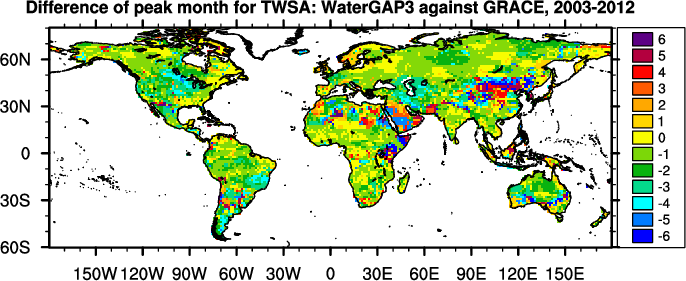 Difference of peak month for TWSA: WaterGAP3 against GRACE, 2003-2012
60N
30N
0
30S
60S
150W 120W 90W 60W 30W 0 30E 60E 90E 120E 150E
6
5
4
3
2
1
0
-1
-2
-3
-4
-5
-6